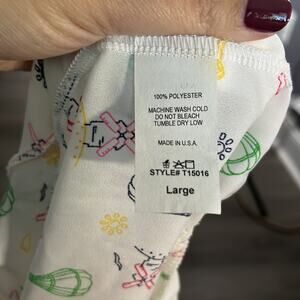 100% POLYESTER
MACHINE WASH COLD
DO NOT BLEACH
TUMBLE DRY LOW
MADE IN U.S.A.
STYLE# T15016
Large